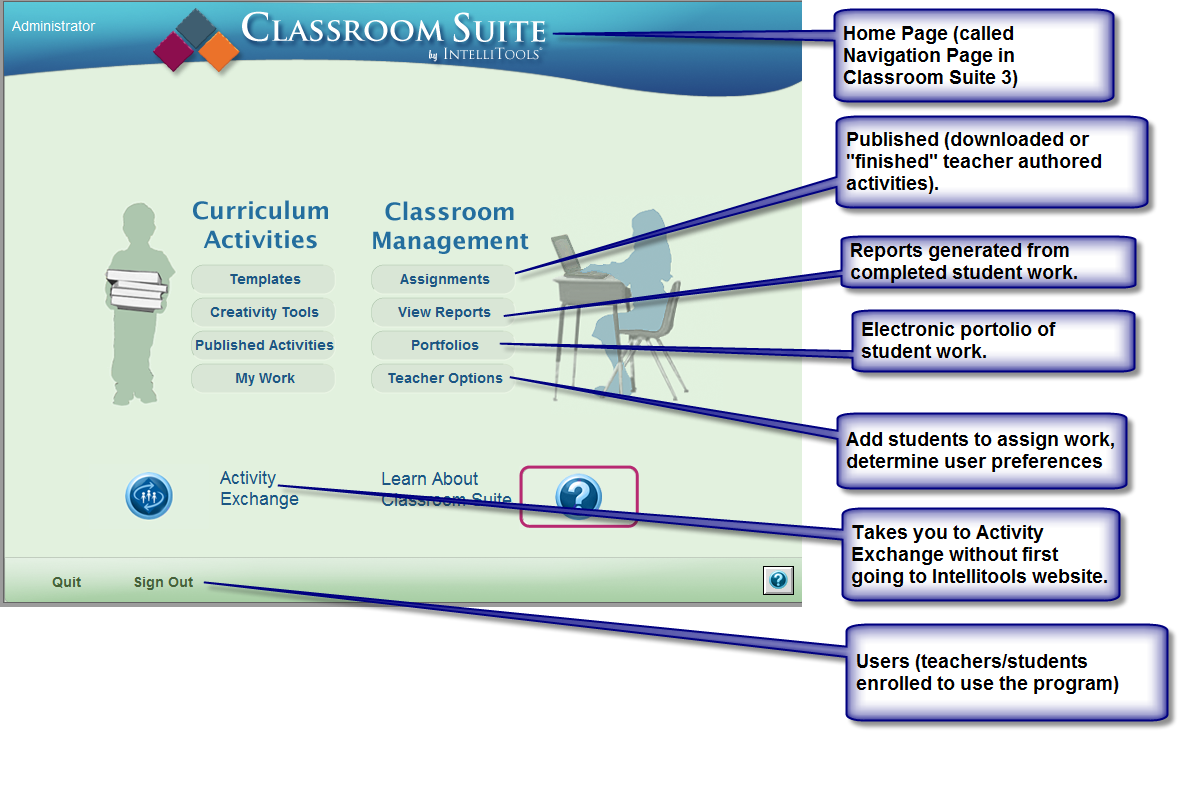 Administrator
CLASSROOM SUITE
by INTELLITOOLS®
Home Page (called
Navigation Page in
Classroom Suite 3)
Published (downloaded or
"finished" teacher authored
activities).
Curriculum
Activities
Templates
Creativity Tools
Published Activities
My Work
Classroom
Management
Assignments
View Reports
Portfolios
Teacher Options
Reports generated from
completed student work.
Electronic portolio of
student work.
Add students to assign work,
determine user preferences
Activity
Exchange
Learn About
Classroom Suite
?
Takes you to Activity
Exchange without first
going to Intellitools website.
Quit
Sign Out
?
Users (teachers/students
enrolled to use the program)